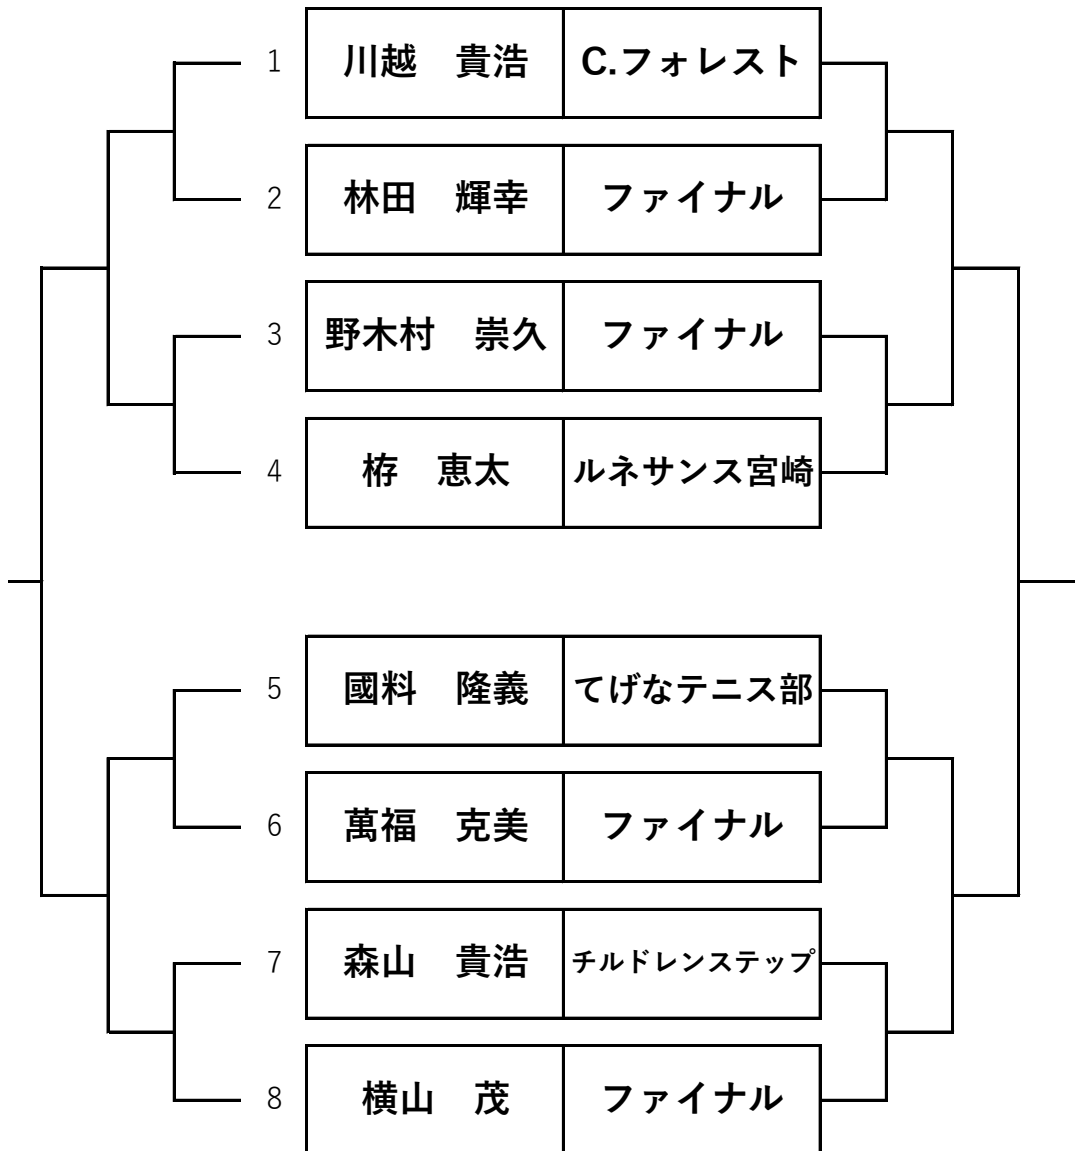 1 川越　貴浩 C.フォレスト
2 林田　輝幸 ファイナル
3 野木村　崇久 ファイナル
4 栫　恵太 ルネサンス宮崎
5 國料　隆義 てげなテニス部
6 萬福　克美 ファイナル
7 森山　貴浩 チルドレンステップ
8 横山　茂 ファイナル